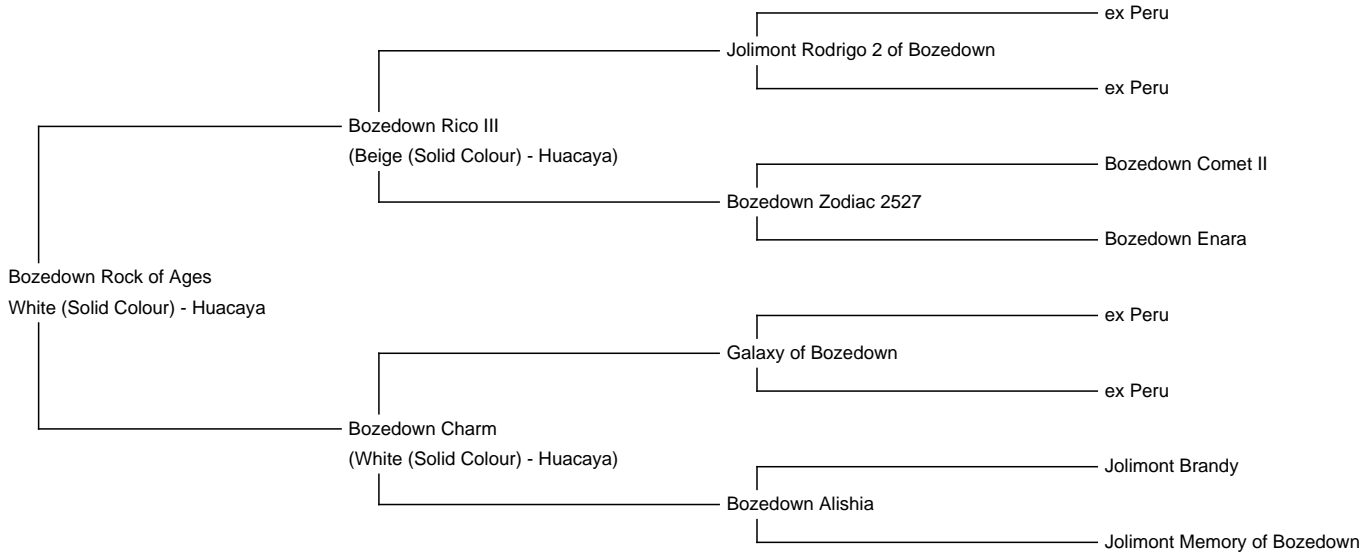 ex Peru
Jolimont Rodrigo 2 of Bozedown
ex Peru
Bozedown Rico III
(Beige (Solid Colour) - Huacaya)
Bozedown Comet II
Bozedown Zodiac 2527
Bozedown Enara
Bozedown Rock of Ages
White (Solid Colour) - Huacaya
ex Peru
Galaxy of Bozedown
ex Peru
Bozedown Charm
(White (Solid Colour) - Huacaya)
Jolimont Brandy
Bozedown Alishia
Jolimont Memory of Bozedown